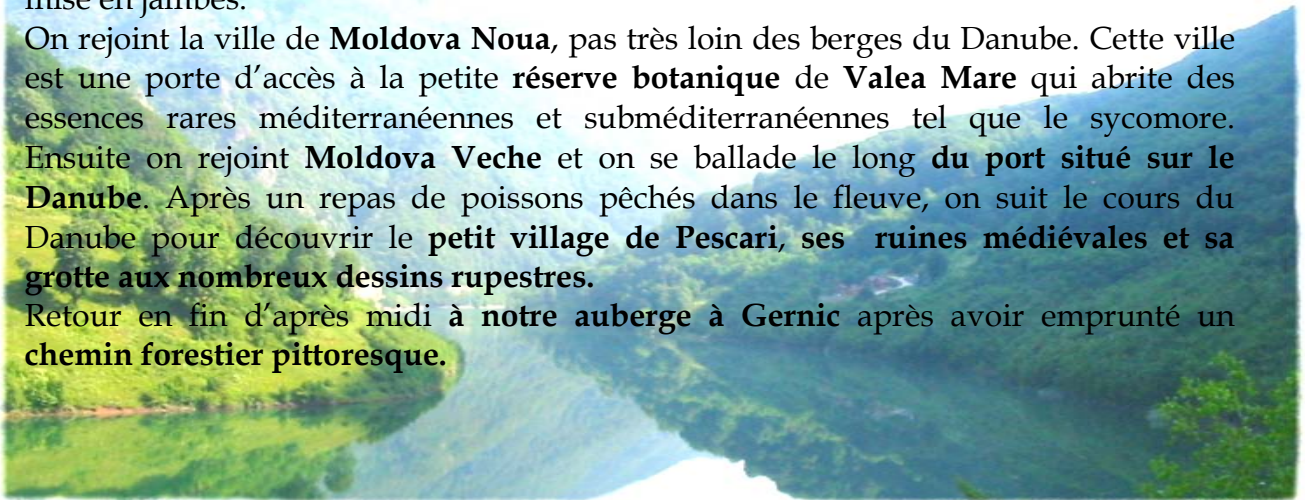 mise en jambes.
On rejoint la ville de Moldova Noua, pas très loin des berges du Danube. Cette ville
est une porte d’accès à la petite réserve botanique de Valea Mare qui abrite des
essences rares méditerranéennes et subméditerranéennes tel que le sycomore.
Ensuite on rejoint Moldova Veche et on se ballade le long du port situé sur le
Danube. Après un repas de poissons pêchés dans le fleuve, on suit le cours du
Danube pour découvrir le petit village de Pescari, ses ruines médiévales et sa
grotte aux nombreux dessins rupestres.
Retour en fin d’après midi à notre auberge à Gernic après avoir emprunté un
chemin forestier pittoresque.